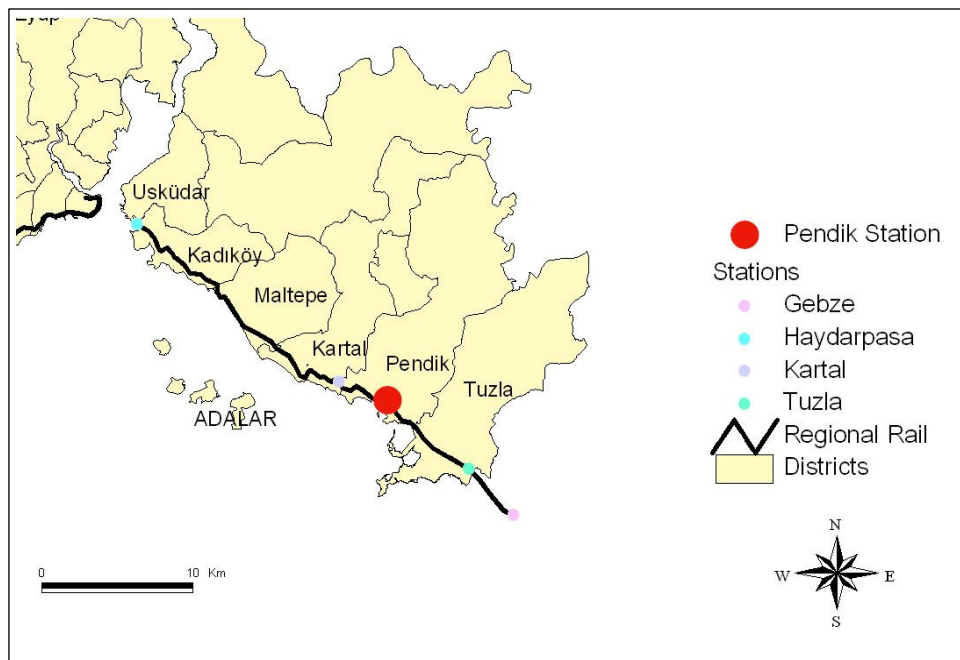 Usküdar
Kadıköy
Maltepe
Kartal
Pendik
Tuzla
ADALAR
0 10 Km
Pendik Station
Stations
Gebze
Haydarpasa
Kartal
Tuzla
Regional Rail
Districts
N
W E
S